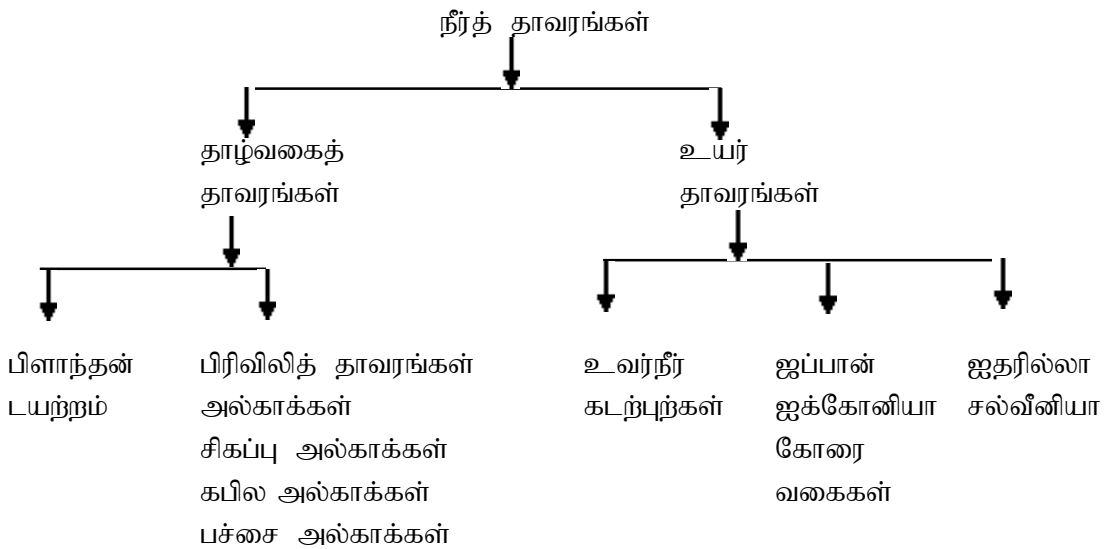 நீர்த் தாவரங்கள்
தாழ்வகைத்
தாவரங்கள்
உயர்
தாவரங்கள்
பிளாந்தன்
டயற்றம்
பிரிவிலித் தாவரங்கள்
அல்காக்கள்
சிகப்பு அல்காக்கள்
கபில அல்காக்கள்
பச்சை அல்காக்கள்
உவர்நீர்
கடற்புற்கள்
ஜப்பான்
ஐக்கோனியா
கோரை
வகைகள்
ஐதரில்லா
சல்வீனியா